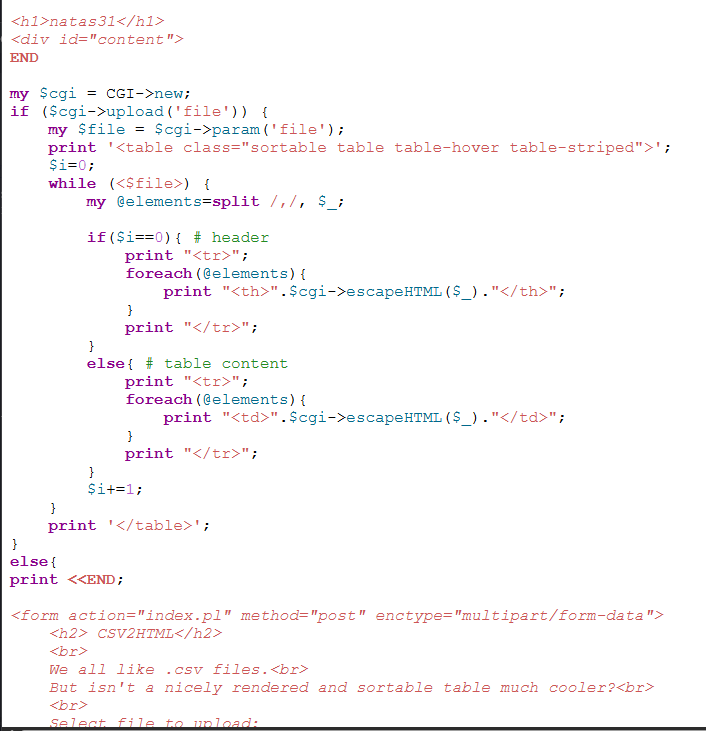 <h1>natas31</h1>
<div id="content">
END
my $cgi = CGI->new;
if ($cgi->upload('file')) {
    my $file = $cgi->param('file');
    print '<table class="sortable table table-hover table-striped">';
    $i=0;
    while (<$file>) {
        my @elements=split /,/, $_;
        if($i==0){ # header
            print "<tr>";
            foreach(@elements){
                print "<th>".$cgi->escapeHTML($_)."</th>";
            }
            print "</tr>";
        }
        else{ # table content
            print "<tr>";
            foreach(@elements){
                print "<td>".$cgi->escapeHTML($_)."</td>";
            }
            print "</tr>";
        }
        $i+=1;
    }
    print '</table>';
}
else{
print <<END;
<form action="index.pl" method="post" enctype="multipart/form-data">
    <h2> CSV2HTML</h2>
    <br>
    We all like .csv files.<br>
    But isn't a nicely rendered and sortable table much cooler?<br>
    <br>
    Select file to upload: